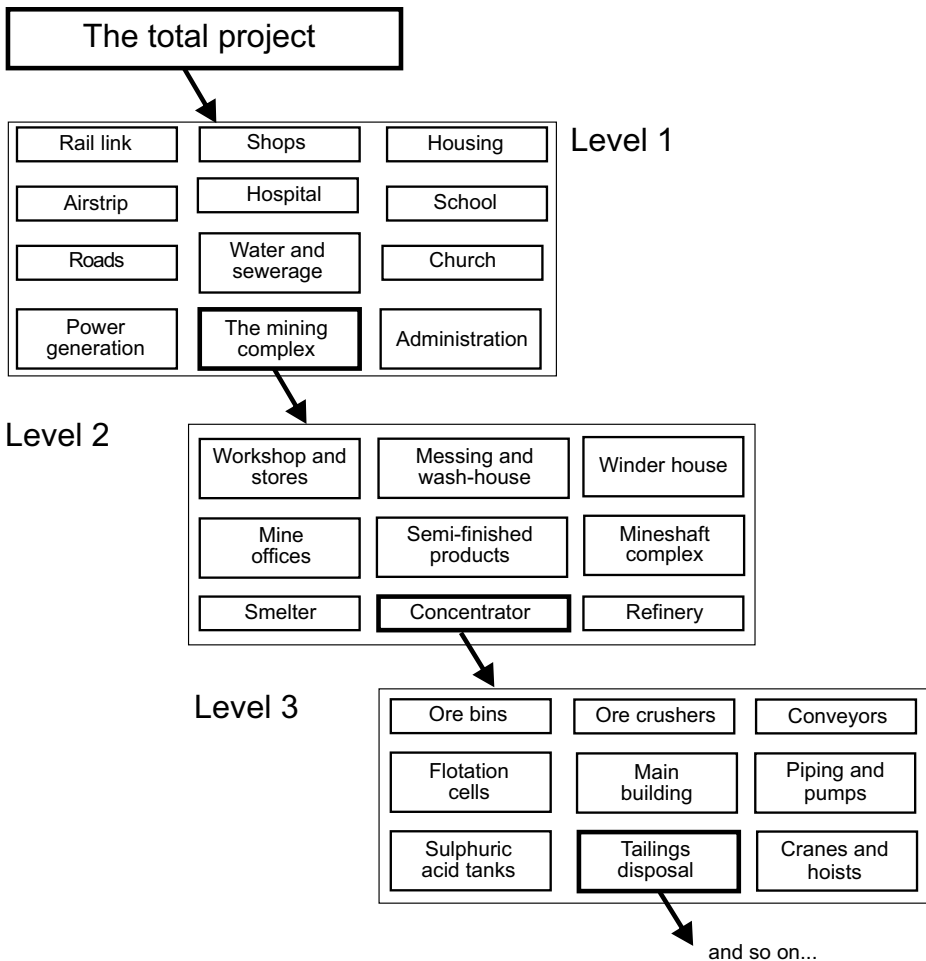 The total project
Level 1
Rail link
Shops
Housing
Airstrip
Hospital
School
Roads
Water and
sewerage
Church
Power
generation
The mining
complex
Administration
Level 2
Workshop and
stores
Messing and
wash-house
Winder house
Mine
offices
Semi-finished
products
Mineshaft
complex
Smelter
Concentrator
Refinery
Level 3
Ore bins
Ore crushers
Conveyors
Flotation
cells
Main
building
Piping and
pumps
Sulphuric
acid tanks
Tailings
disposal
Cranes and
hoists
and so on...